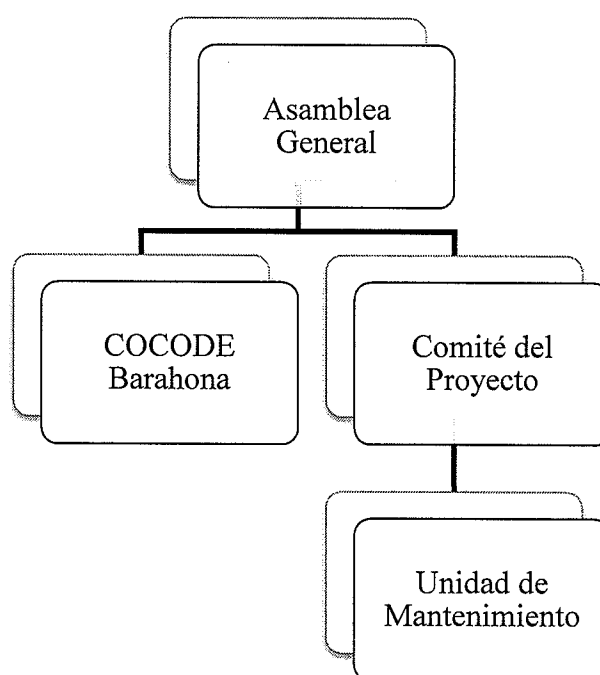 Asamblea
General
COCODE
Barahona
Comité del
Proyecto
Unidad de
Mantenimiento